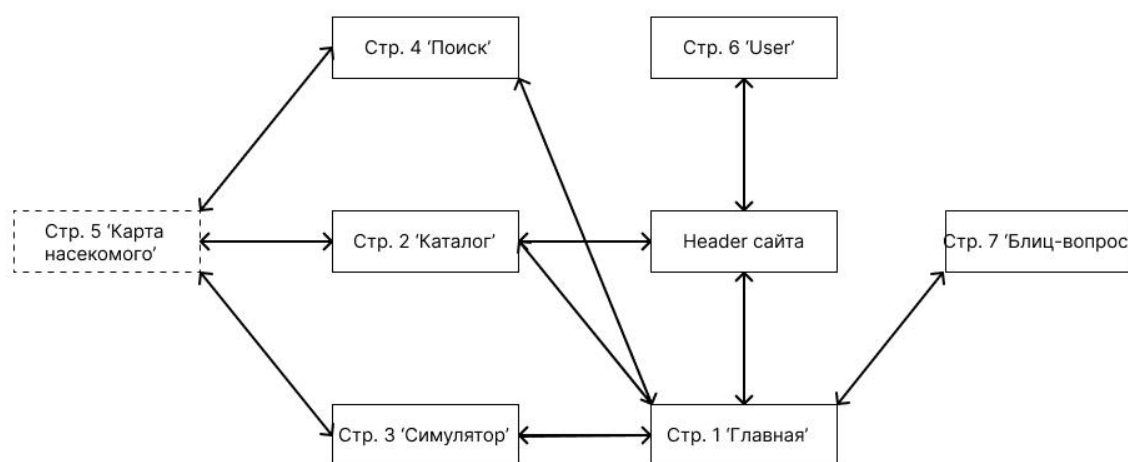 Стр. 4 ‘Поиск’
Стр. 6 ‘User’
Стр. 5 ‘Карта
насекомого’
Стр. 2 ‘Каталог’
Header сайта
Стр. 7 ‘Блиц-вопрос
Стр. 3 ‘Симулятор’
Стр. 1 ‘Главная’